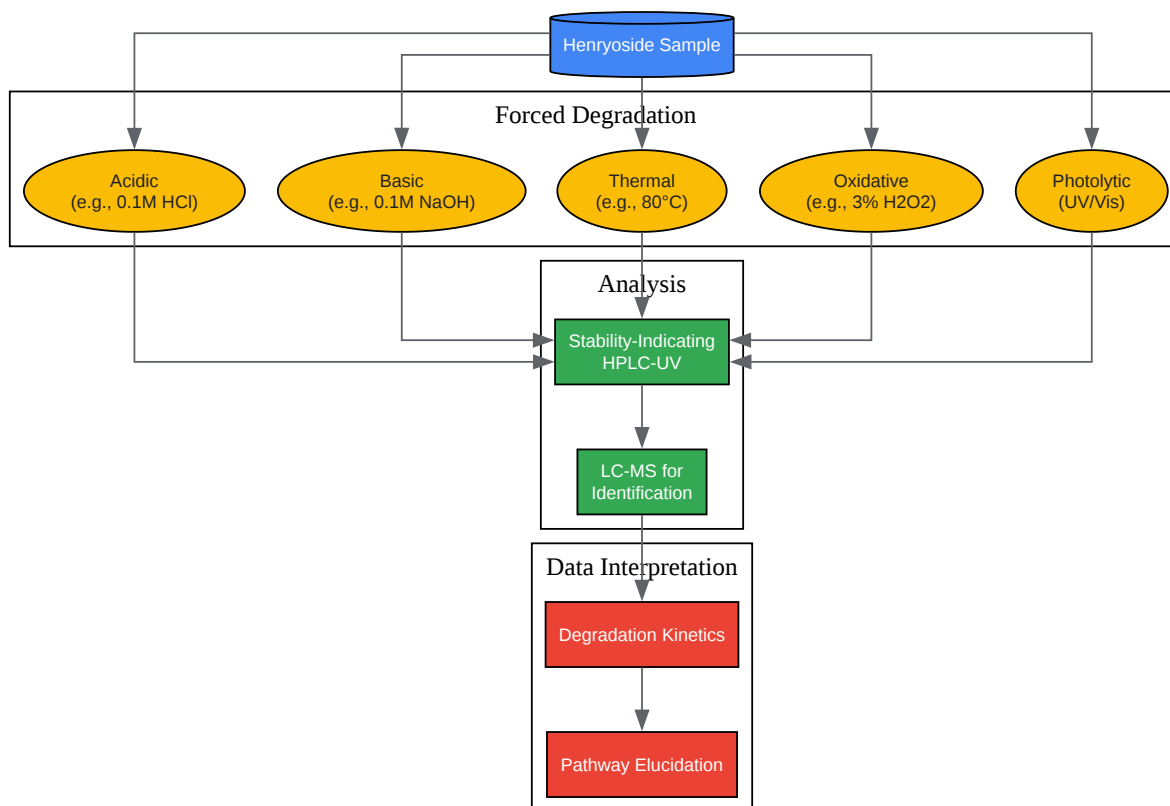 Henryoside Sample
Forced Degradation
Acidic
(e.g., 0.1M HCl)
Basic
(e.g., 0.1M NaOH)
Thermal
(e.g., 80°C)
Oxidative
(e.g., 3% H2O2)
Photolytic
(UV/Vis)
Analysis
Stability-Indicating
HPLC-UV
LC-MS for
Identification
Data Interpretation
Degradation Kinetics
Pathway Elucidation